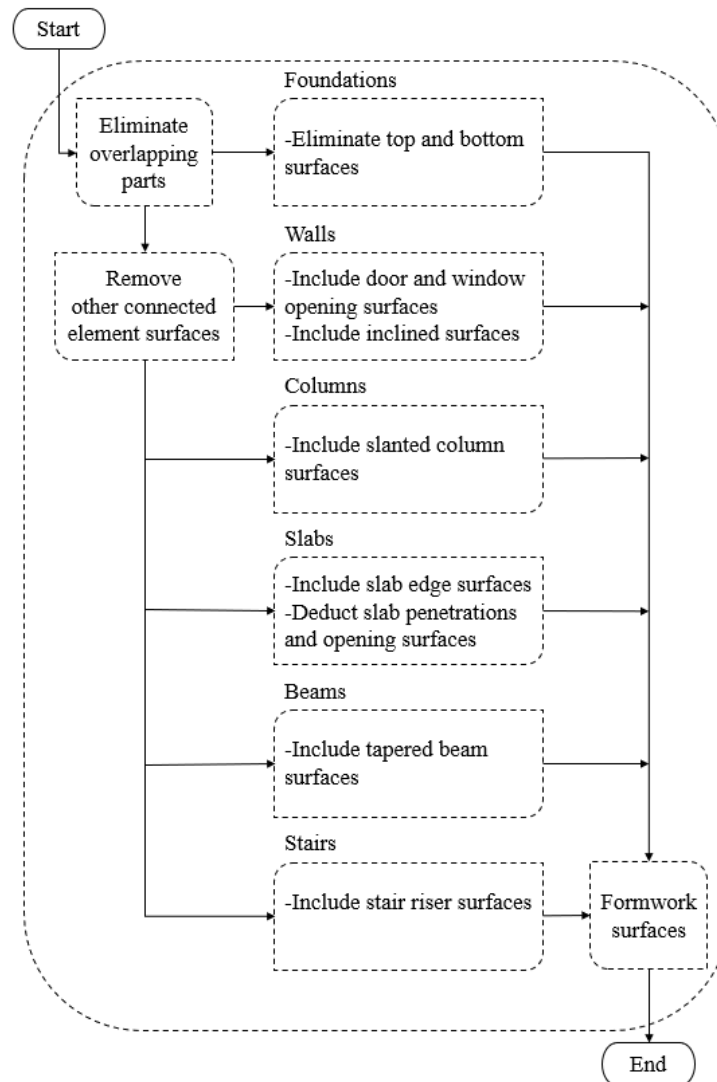 Start
Foundations
Eliminate
overlapping
parts
-Eliminate top and bottom
surfaces
Walls
Remove
other connected
element surfaces
-Include door and window
opening surfaces
-Include inclined surfaces
Columns
-Include slanted column
surfaces
Slabs
-Include slab edge surfaces
-Deduct slab penetrations
and opening surfaces
Beams
-Include tapered beam
surfaces
Stairs
-Include stair riser surfaces
Formwork
surfaces
End